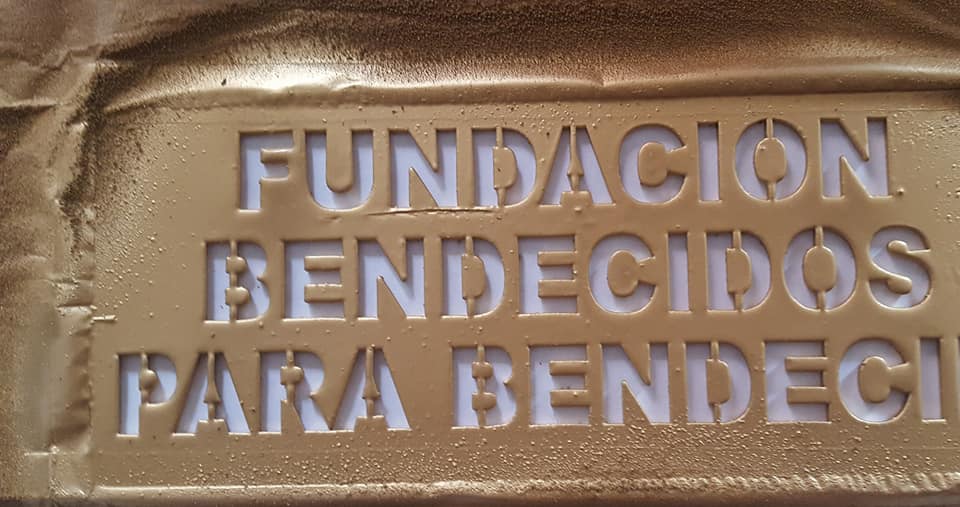 FUNDACION
BENDECIDOS
PARA BENDECI